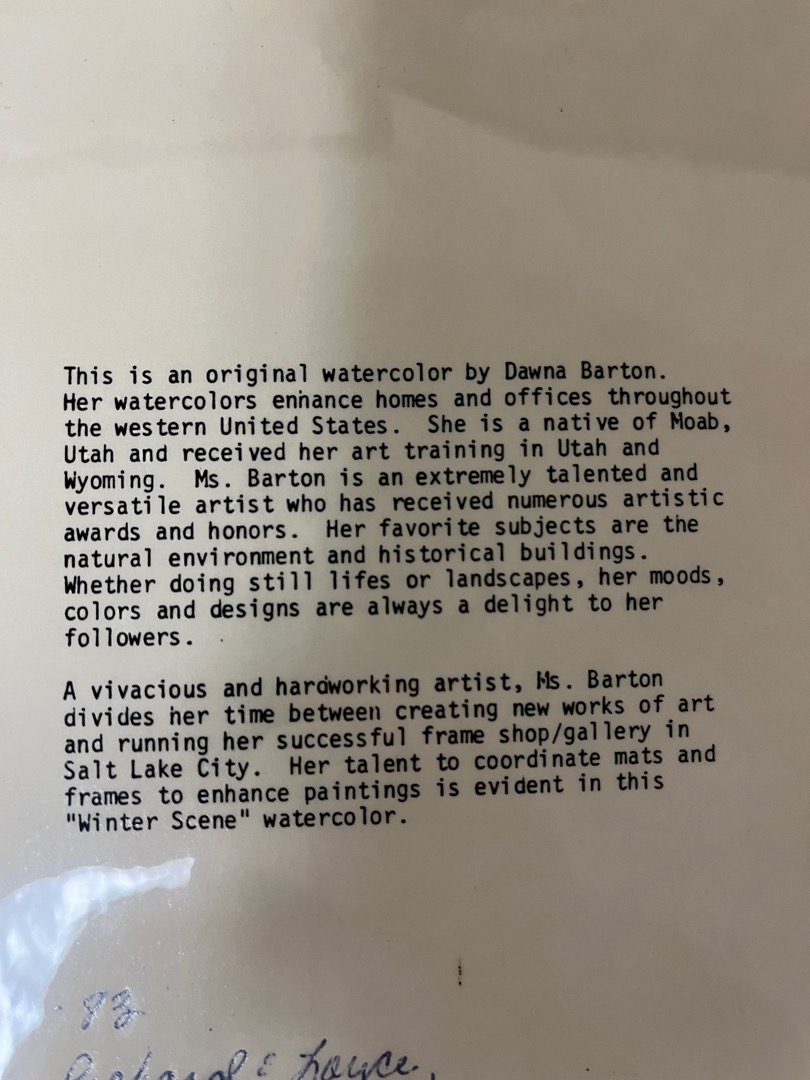 This is an original watercolor by Dawna Barton.
Her watercolors enhance homes and offices throughout
the western United States.  She is a native of Moab,
Utah and received her art training in Utah and
Wyoming.  Ms. Barton is an extremely talented and
versatile artist who has received numerous artistic
awards and honors.  Her favorite subjects are the
natural environment and historical buildings.
Whether doing still lifes or landscapes, her moods,
colors and designs are always a delight to her
followers.
A vivacious and hardworking artist, Ms. Barton
divides her time between creating new works of art
and running her successful frame shop/gallery in
Salt Lake City.  Her talent to coordinate mats and
frames to enhance paintings is evident in this
"Winter Scene" watercolor.
Richard